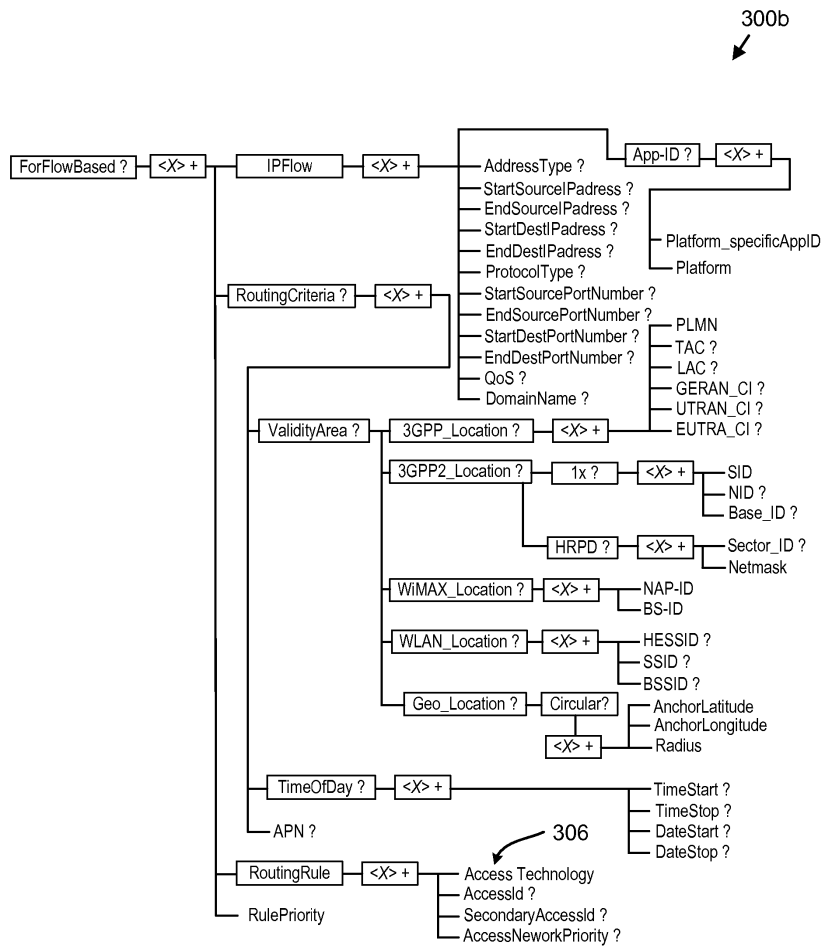 300b
ForFlowBased ?
<X> +
IPFlow
<X> +
App-ID ?
<X> +
Platform_specificAppID
Platform
AddressType ?
StartSourceIPadress ?
EndSourceIPadress ?
StartDestIPadress ?
EndDestIPadress ?
ProtocolType ?
StartSourcePortNumber ?
EndSourcePortNumber ?
StartDestPortNumber ?
EndDestPortNumber ?
QoS ?
DomainName ?
RoutingCriteria ?
<X> +
ValidityArea ?
3GPP_Location ?
<X> +
PLMN
TAC ?
LAC ?
GERAN_CI ?
UTRAN_CI ?
EUTRA_CI ?
3GPP2_Location ?
1x ?
<X> +
SID
NID ?
Base_ID ?
HRPD ?
<X> +
Sector_ID ?
Netmask
WiMAX_Location ?
<X> +
NAP-ID
BS-ID
WLAN_Location ?
<X> +
HESSID ?
SSID ?
BSSID ?
Geo_Location ?
Circular?
<X> +
AnchorLatitude
AnchorLongitude
Radius
TimeOfDay ?
<X> +
TimeStart ?
TimeStop ?
DateStart ?
DateStop ?
APN ?
RoutingRule
<X> +
306
Access Technology
AccessId ?
SecondaryAccessId ?
AccessNeworkPriority ?
RulePriority